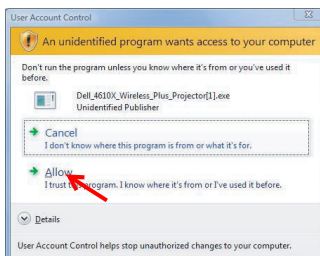 User Account Control
An unidentified program wants access to your computer
Don't run the program unless you know where it's from or you've used it
before.
Dell_4610X_Wireless_Plus_Projector[1].exe
Unidentified Publisher
Cancel
I don't know where this program is from or what it's for.
Allow
I trust this program. I know where it's from or I've used it before.
Details
User Account Control helps stop unauthorized changes to your computer.